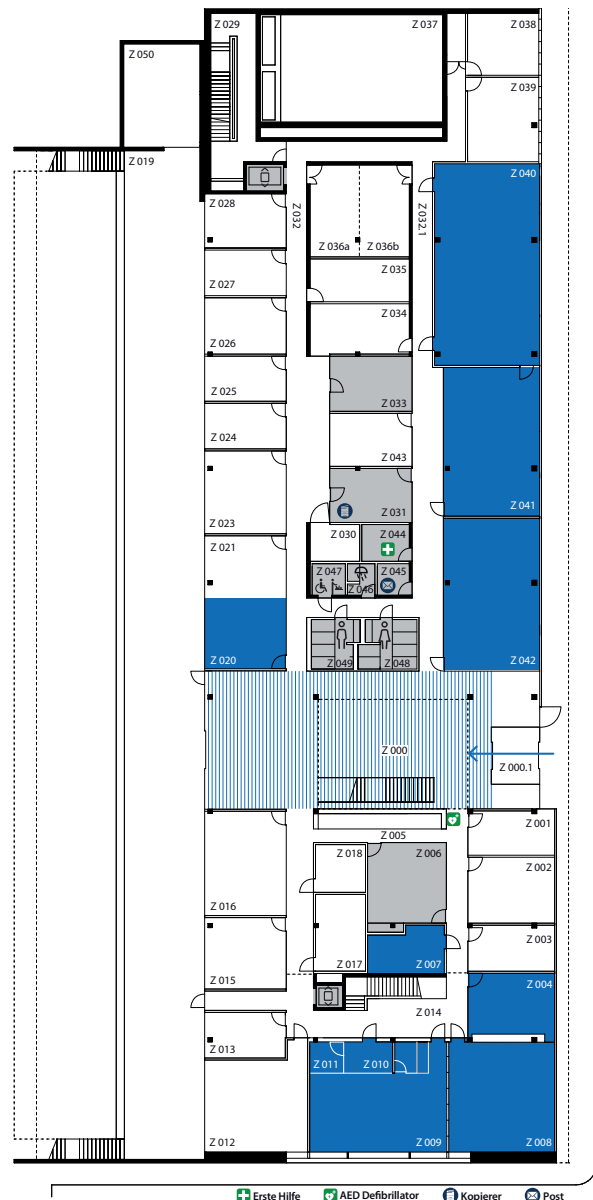 Z 029
Z 037
Z 038
Z 050
Z 039
Z 019
Z 040
Z 028
Z 032
Z 032.1
Z 036a
Z 036b
Z 027
Z 035
Z 034
Z 026
Z 025
Z 033
Z 024
Z 043
Z 041
Z 031
Z 023
Z 030
Z 044
Z 021
Z 047
Z 045
Z 046
Z 020
Z 049
Z 048
Z 042
Z 000
Z 000.1
Z 001
Z 005
Z 018
Z 006
Z 002
Z 016
Z 003
Z 017
Z 007
Z 015
Z 004
Z 014
Z 013
Z 011
Z 010
Z 012
Z 009
Z 008
Erste Hilfe
AED Defibrillator
Kopierer
Post